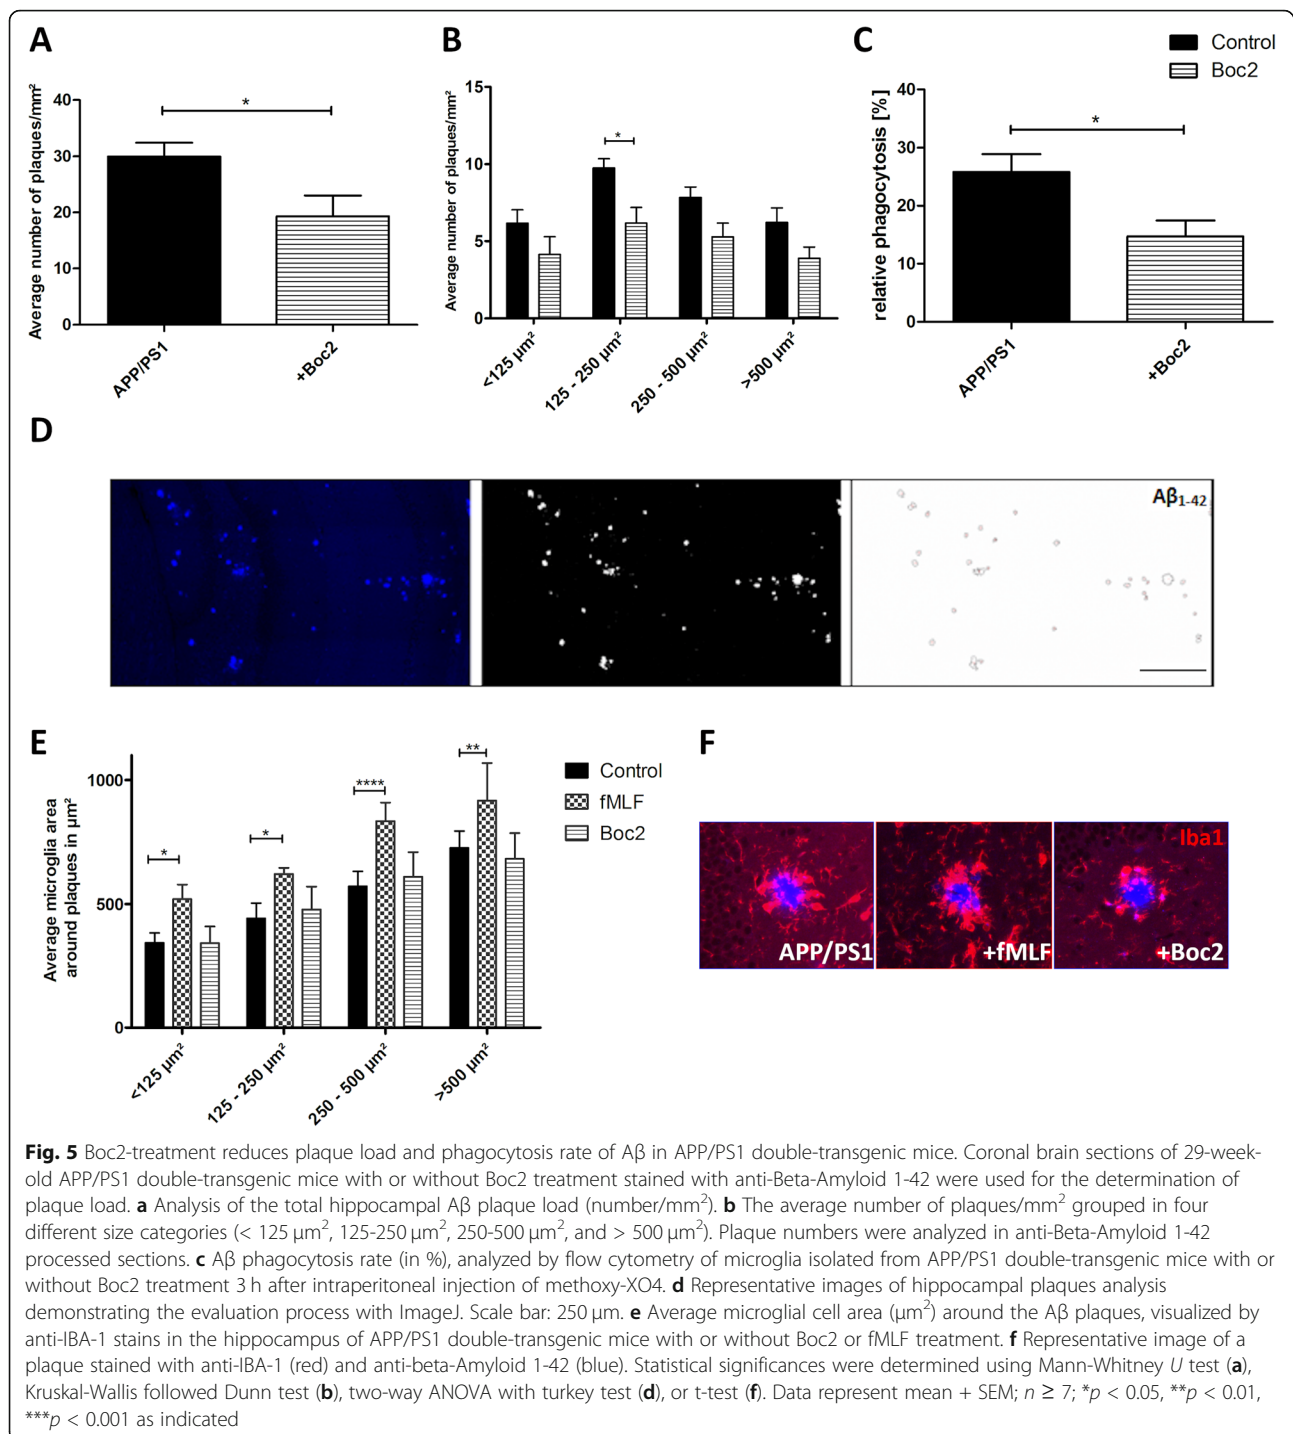 A
Average number of plaques/mm²
40
30
20
10
0
*
APP/PS1
+Boc2
B
Average number of plaques/mm²
15
10
5
0
*
<125 µm²
125 - 250 µm²
250 - 500 µm²
>500 µm²
C
Control
Boc2
relative phagocytosis [%]
40
30
20
10
0
*
APP/PS1
+Boc2
D
Aβ1-42
E
Average microglia area
around plaques in µm²
1000
500
0
*
*
****
**
<125 µm²
125 - 250 µm²
250 - 500 µm²
>500 µm²
Control
fMLF
Boc2
F
Iba1
APP/PS1
+fMLF
+Boc2
Fig. 5 Boc2-treatment reduces plaque load and phagocytosis rate of Aβ in APP/PS1 double-transgenic mice. Coronal brain sections of 29-week-
old APP/PS1 double-transgenic mice with or without Boc2 treatment stained with anti-Beta-Amyloid 1-42 were used for the determination of
plaque load. a Analysis of the total hippocampal Aβ plaque load (number/mm²). b The average number of plaques/mm² grouped in four
different size categories (< 125 µm², 125-250 µm², 250-500 µm², and > 500 µm²). Plaque numbers were analyzed in anti-Beta-Amyloid 1-42
processed sections. c Aβ phagocytosis rate (in %), analyzed by flow cytometry of microglia isolated from APP/PS1 double-transgenic mice with or
without Boc2 treatment 3 h after intraperitoneal injection of methoxy-XO4. d Representative images of hippocampal plaques analysis
demonstrating the evaluation process with ImageJ. Scale bar: 250 µm. e Average microglial cell area (µm²) around the Aβ plaques, visualized by
anti-IBA-1 stains in the hippocampus of APP/PS1 double-transgenic mice with or without Boc2 or fMLF treatment. f Representative image of a
plaque stained with anti-IBA-1 (red) and anti-beta-Amyloid 1-42 (blue). Statistical significances were determined using Mann-Whitney U test (a),
Kruskal-Wallis followed Dunn test (b), two-way ANOVA with turkey test (d), or t-test (f). Data represent mean + SEM; n ≥ 7; *p < 0.05, **p < 0.01,
***p < 0.001 as indicated